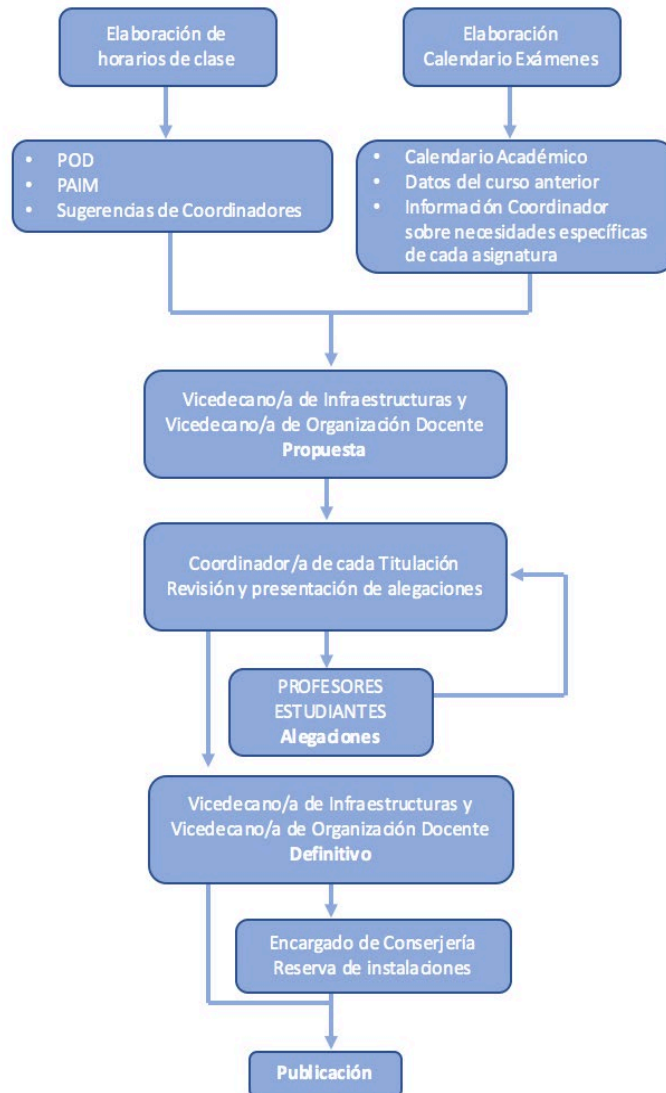 Elaboración de
horarios de clase
Elaboración
Calendario Exámenes
• POD
• PAIM
• Sugerencias de Coordinadores
• Calendario Académico
• Datos del curso anterior
• Información Coordinador
sobre necesidades específicas
de cada asignatura
Vicedecano/a de Infraestructuras y
Vicedecano/a de Organización Docente
Propuesta
Coordinador/a de cada Titulación
Revisión y presentación de alegaciones
PROFESORES
ESTUDIANTES
Alegaciones
Vicedecano/a de Infraestructuras y
Vicedecano/a de Organización Docente
Definitivo
Encargado de Conserjería
Reserva de instalaciones
Publicación